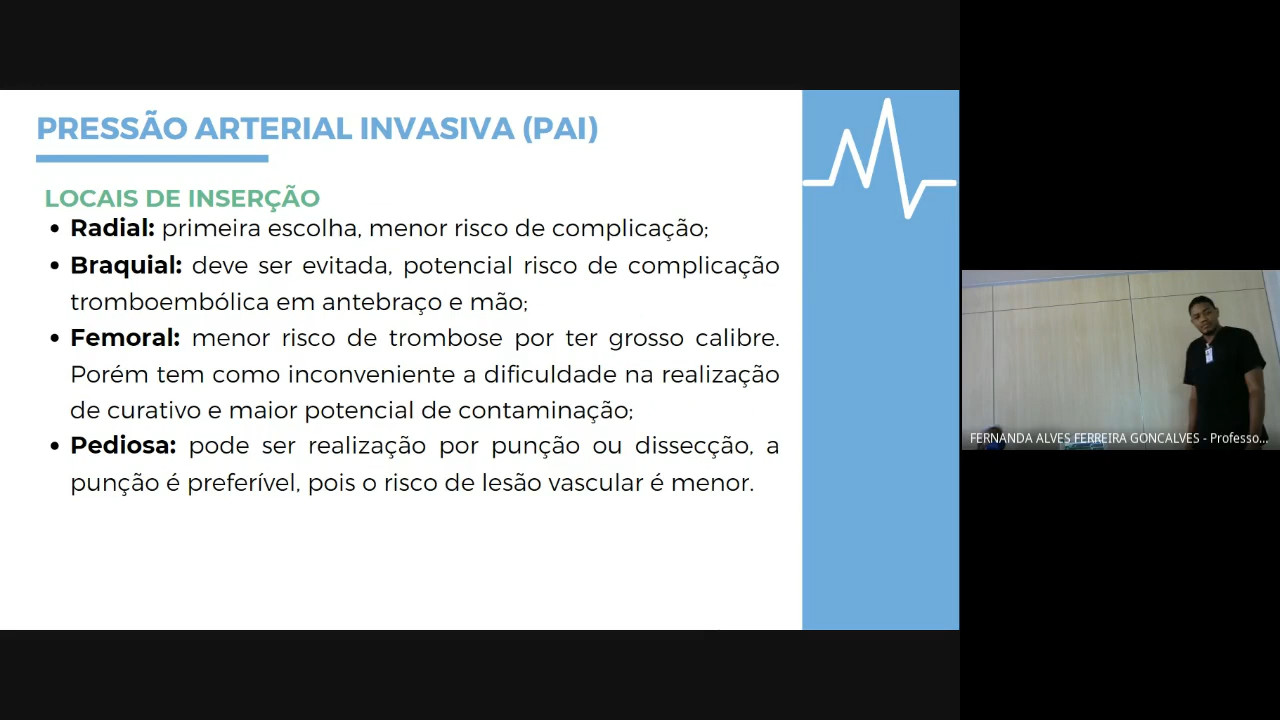 PRESSÃO ARTERIAL INVASIVA (PAI)
LOCAIS DE INSERÇÃO
• Radial: primeira escolha, menor risco de complicação;
• Braquial: deve ser evitada, potencial risco de complicação
tromboembólica em antebraço e mão;
• Femoral: menor risco de trombose por ter grosso calibre.
Porém tem como inconveniente a dificuldade na realização
de curativo e maior potencial de contaminação;
• Pediosa: pode ser realização por punção ou dissecção, a
punção é preferível, pois o risco de lesão vascular é menor.
FERNANDA ALVES FERREIRA GONCALVES - Professo...